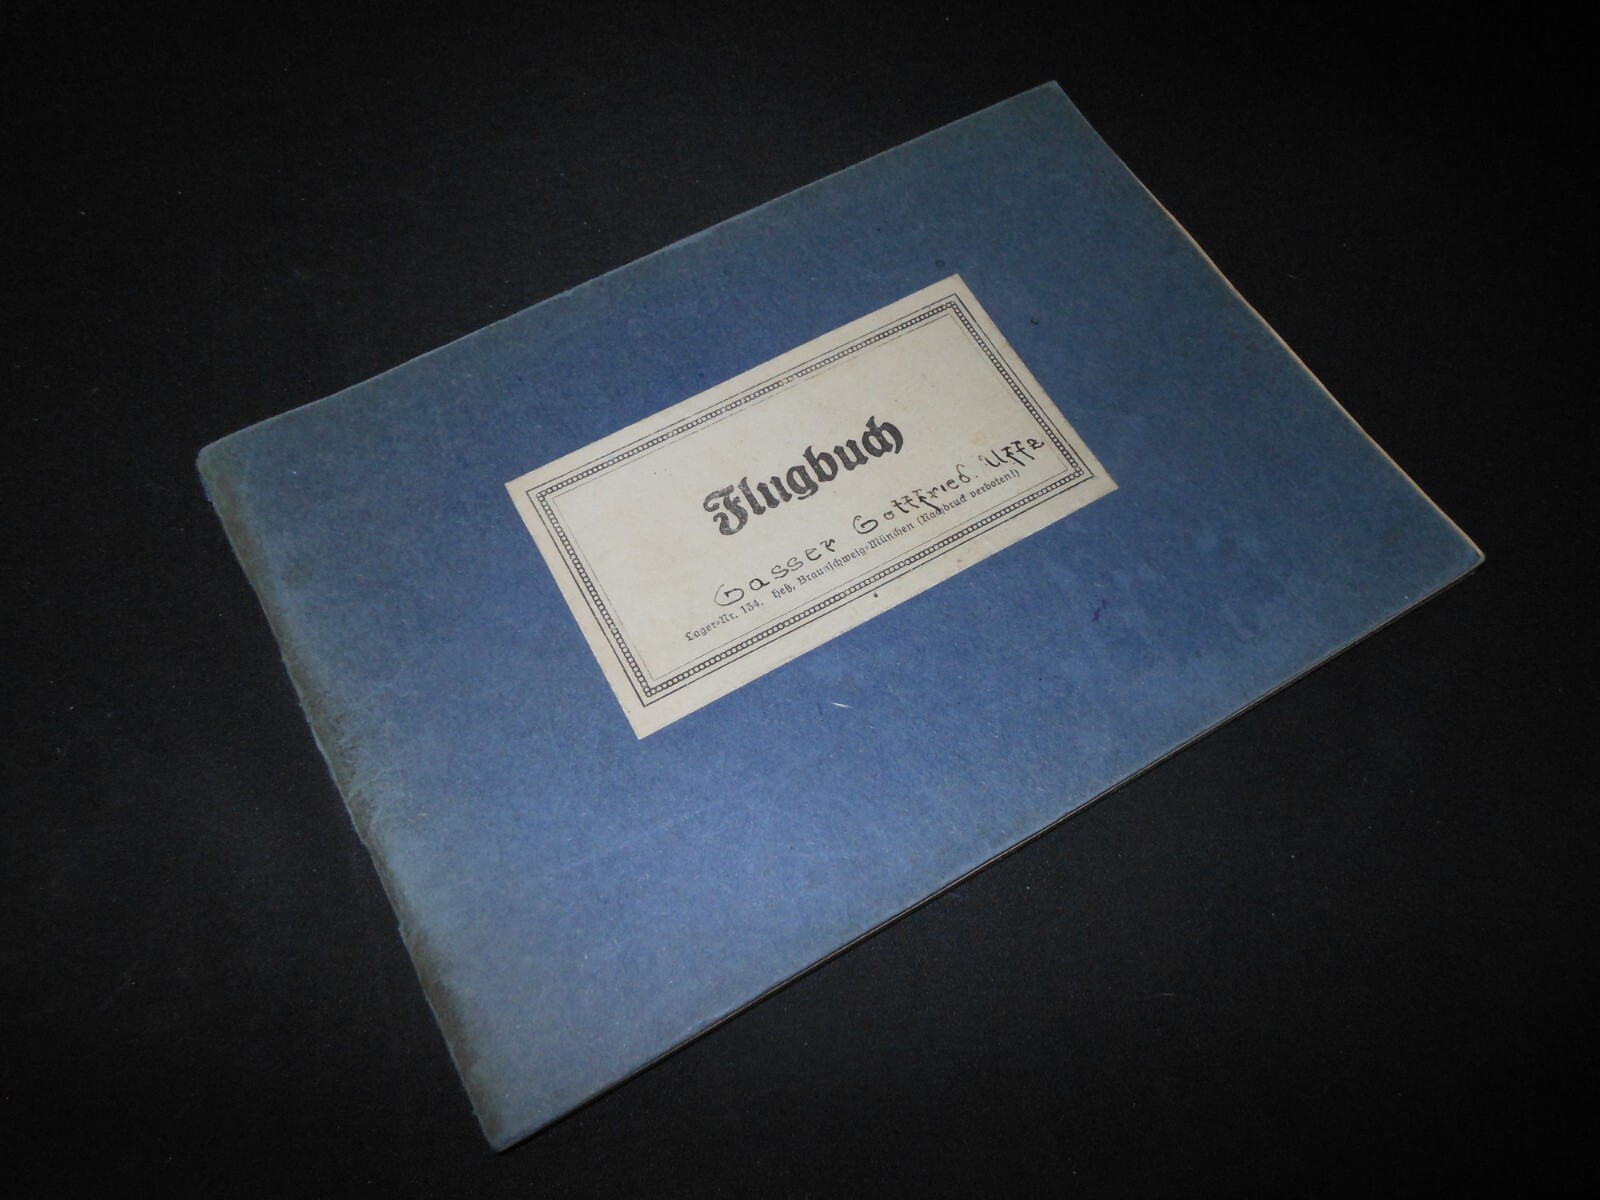 Flugbuch
Gasser Gottfried. Uffz
Lager-Nr. 134. Heß, Braunschweig-München (Nachdruck verboten!)